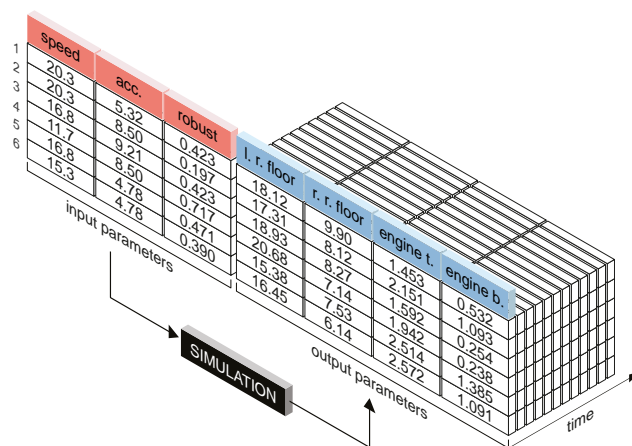 speed acc. robust l. r. floor r. r. floor engine t. engine b.
1 20.3 5.32 0.423 18.12 9.90 1.453 0.532
2 20.3 8.50 0.197 17.31 8.12 2.151 1.093
3 16.8 9.21 0.423 18.93 8.27 1.592 0.254
4 11.7 8.50 0.717 20.68 7.14 1.942 0.238
5 16.8 4.78 0.471 15.38 7.53 2.514 1.385
6 15.3 4.78 0.390 16.45 6.14 2.572 1.091
input parameters
SIMULATION
output parameters
time